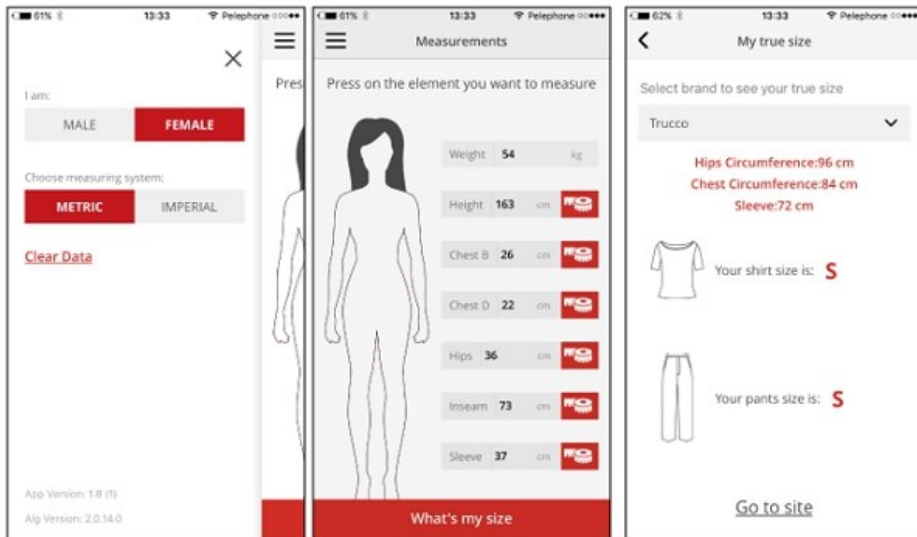 61%
13:33
Pelephone
I am:
MALE
FEMALE
Choose measuring system:
METRIC
IMPERIAL
Clear Data
App Version: 1.8 (1)
Alg Version: 2.0.14.0
Pres
61%
13:33
Pelephone
Measurements
Press on the element you want to measure
Weight 54 kg
Height 163 cm
Chest B 26 cm
Chest D 22 cm
Hips 36 cm
Inseam 73 cm
Sleeve 37 cm
What's my size
62%
13:33
Pelephone
My true size
Select brand to see your true size
Trucco
Hips Circumference:96 cm
Chest Circumference:84 cm
Sleeve:72 cm
Your shirt size is: S
Your pants size is: S
Go to site